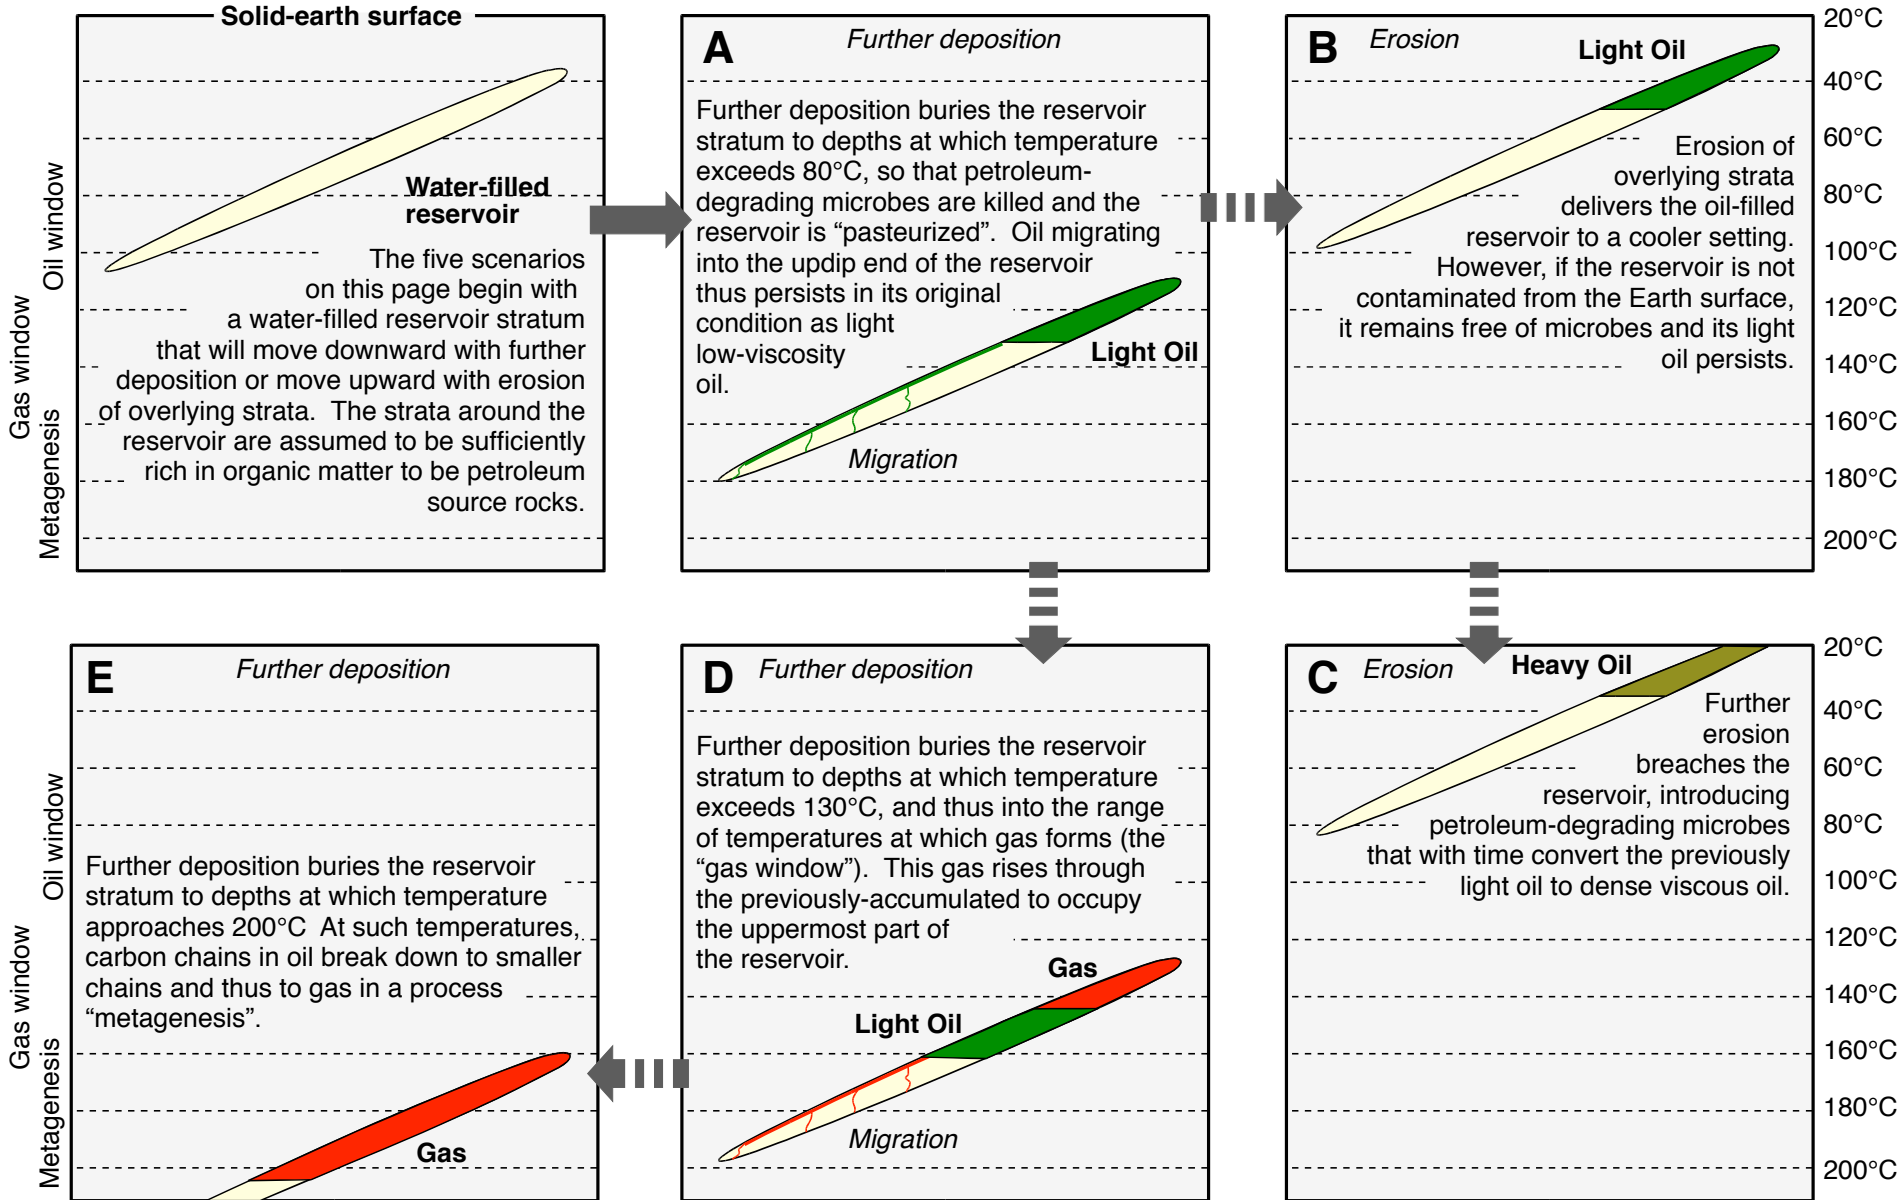 Solid-earth surface
Water-filled
reservoir
The five scenarios
on this page begin with
a water-filled reservoir stratum
that will move downward with further
deposition or move upward with erosion
of overlying strata.  The strata around the
reservoir are assumed to be sufficiently
rich in organic matter to be petroleum
source rocks.
Oil window
Gas window
Metagenesis
A
Further deposition
Further deposition buries the reservoir
stratum to depths at which temperature
exceeds 80°C, so that petroleum-
degrading microbes are killed and the
reservoir is “pasteurized”.  Oil migrating
into the updip end of the reservoir
thus persists in its original
condition as light
low-viscosity
oil.
Light Oil
Migration
B
Erosion
Light Oil
Erosion of
overlying strata
delivers the oil-filled
reservoir to a cooler setting.
However, if the reservoir is not
contaminated from the Earth surface,
it remains free of microbes and its light
oil persists.
20°C
40°C
60°C
80°C
100°C
120°C
140°C
160°C
180°C
200°C
E
Further deposition
Further deposition buries the reservoir
stratum to depths at which temperature
approaches 200°C  At such temperatures,
carbon chains in oil break down to smaller
chains and thus to gas in a process
“metagenesis”.
Gas
Oil window
Gas window
Metagenesis
D
Further deposition
Further deposition buries the reservoir
stratum to depths at which temperature
exceeds 130°C, and thus into the range
of temperatures at which gas forms (the
“gas window”).  This gas rises through
the previously-accumulated to occupy
the uppermost part of
the reservoir.
Gas
Light Oil
Migration
C
Erosion
Heavy Oil
Further
erosion
breaches the
reservoir, introducing
petroleum-degrading microbes
that with time convert the previously
light oil to dense viscous oil.
20°C
40°C
60°C
80°C
100°C
120°C
140°C
160°C
180°C
200°C